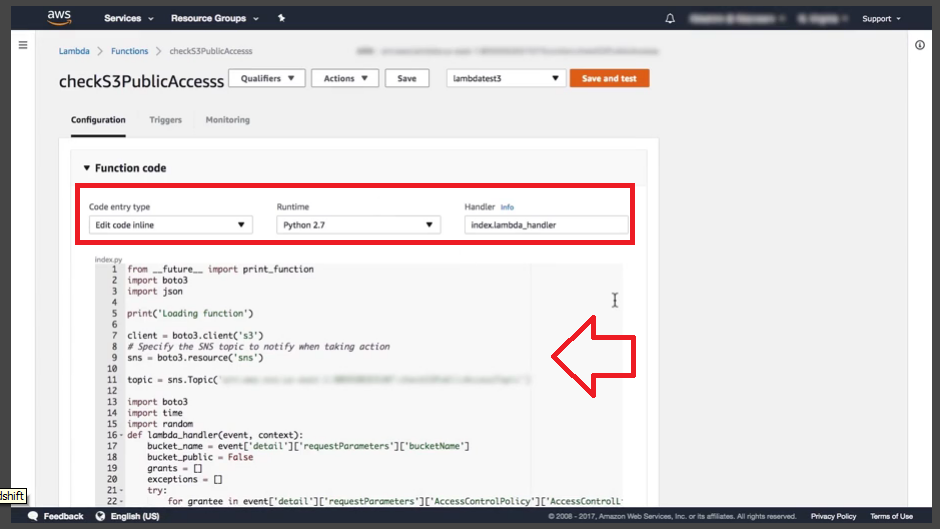 aws Services Resource Groups Support
Lambda > Functions > checkS3PublicAccesss
checkS3PublicAccesss Qualifiers Actions Save lambdatest3 Save and test
Configuration Triggers Monitoring
Function code
Code entry type Runtime Handler Info
Edit code inline Python 2.7 index.lambda_handler
index.py
1 from __future__ import print_function
2 import boto3
3 import json
4
5 print('Loading function')
6
7 client = boto3.client('s3')
8 # Specify the SNS topic to notify when taking action
9 sns = boto3.resource('sns')
10
11 topic = sns.Topic(
12
13 import boto3
14 import time
15 import random
16 def lambda_handler(event, context):
17 bucket_name = event['detail']['requestParameters']['bucketName']
18 bucket_public = False
19 grants = []
20 exceptions = []
21 try:
22 for grantee in event['detail']['requestParameters']['AccessControlPolicy']['AccessControlL
dshift
Feedback English (US) © 2008 - 2017, Amazon Web Services, Inc. or its affiliates. All rights reserved. Privacy Policy Terms of Use